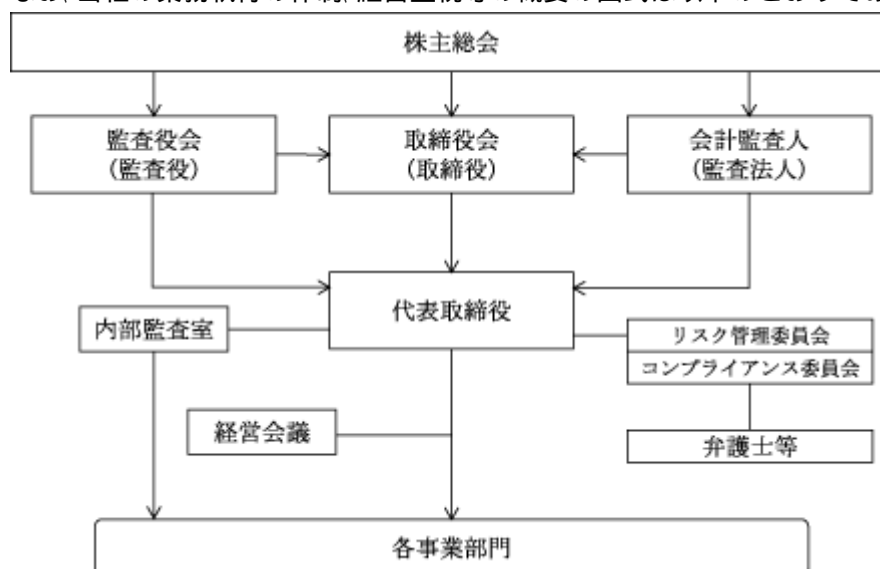 株主総会
監査役会
(監査役)
取締役会
(取締役)
会計監査人
(監査法人)
代表取締役
内部監査室
リスク管理委員会
コンプライアンス委員会
経営会議
弁護士等
各事業部門